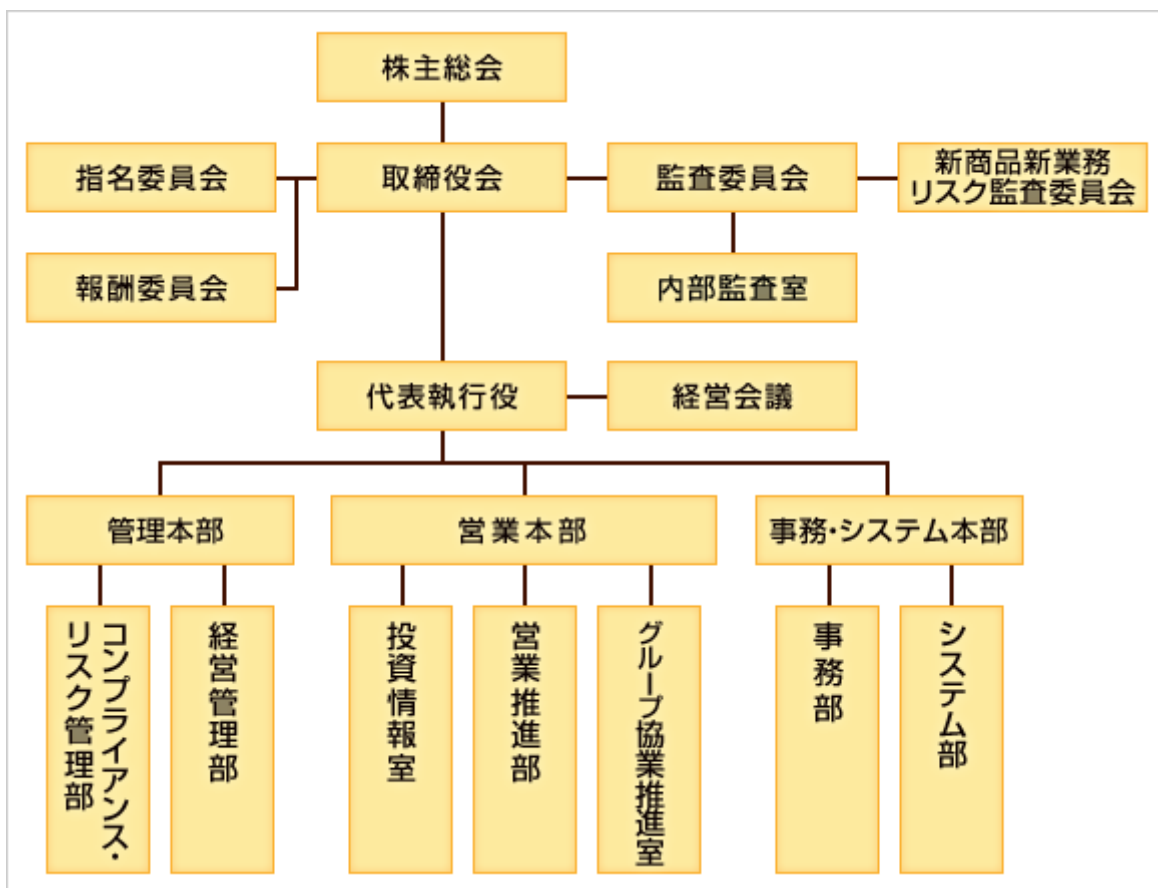 株主総会
指名委員会
取締役会
監査委員会
新商品新業務
リスク監査委員会
報酬委員会
内部監査室
代表執行役
経営会議
管理本部
営業本部
事務・システム本部
コンプライアンス・
リスク管理部
経営管理部
投資情報室
営業推進部
グループ協業推進室
事務部
システム部